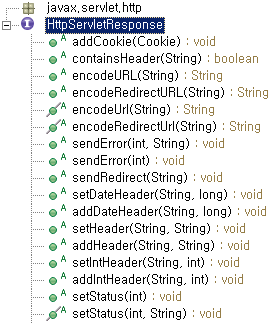 javax.servlet.http
I HttpServletResponse
A addCookie(Cookie) : void
A containsHeader(String) : boolean
A encodeURL(String) : String
A encodeRedirectURL(String) : String
A encodeUrl(String) : String
A encodeRedirectUrl(String) : String
A sendError(int, String) : void
A sendError(int) : void
A sendRedirect(String) : void
A setDateHeader(String, long) : void
A addDateHeader(String, long) : void
A setHeader(String, String) : void
A addHeader(String, String) : void
A setIntHeader(String, int) : void
A addIntHeader(String, int) : void
A setStatus(int) : void
A setStatus(int, String) : void